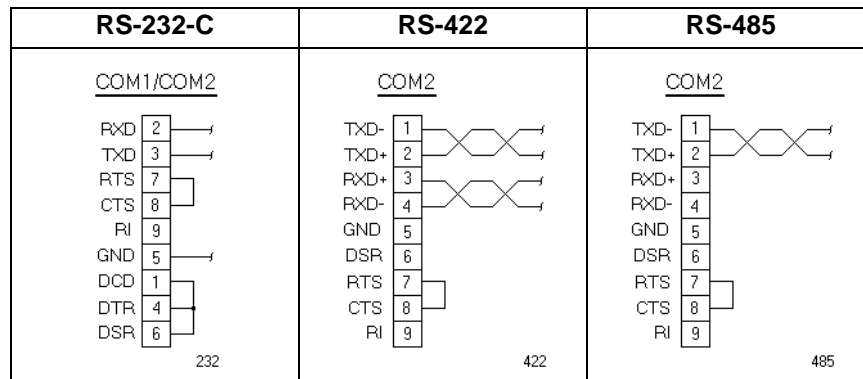 RS-232-C
COM1/COM2
RXD 2
TXD 3
RTS 7
CTS 8
RI 9
GND 5
DCD 1
DTR 4
DSR 6
232
RS-422
COM2
TXD- 1
TXD+ 2
RXD+ 3
RXD- 4
GND 5
DSR 6
RTS 7
CTS 8
RI 9
422
RS-485
COM2
TXD- 1
TXD+ 2
RXD+ 3
RXD- 4
GND 5
DSR 6
RTS 7
CTS 8
RI 9
485